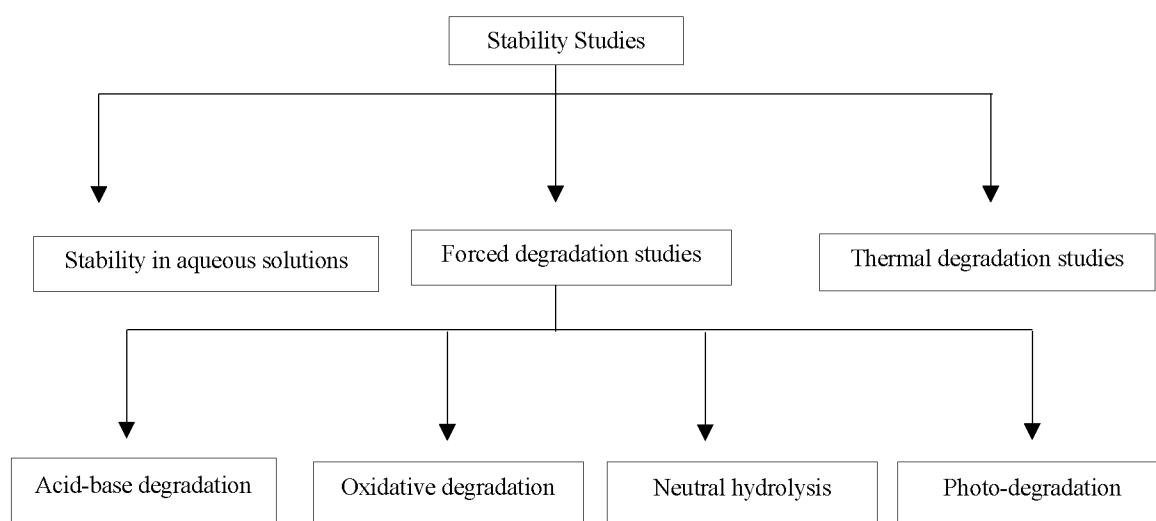 Stability Studies
Stability in aqueous solutions
Forced degradation studies
Thermal degradation studies
Acid-base degradation
Oxidative degradation
Neutral hydrolysis
Photo-degradation